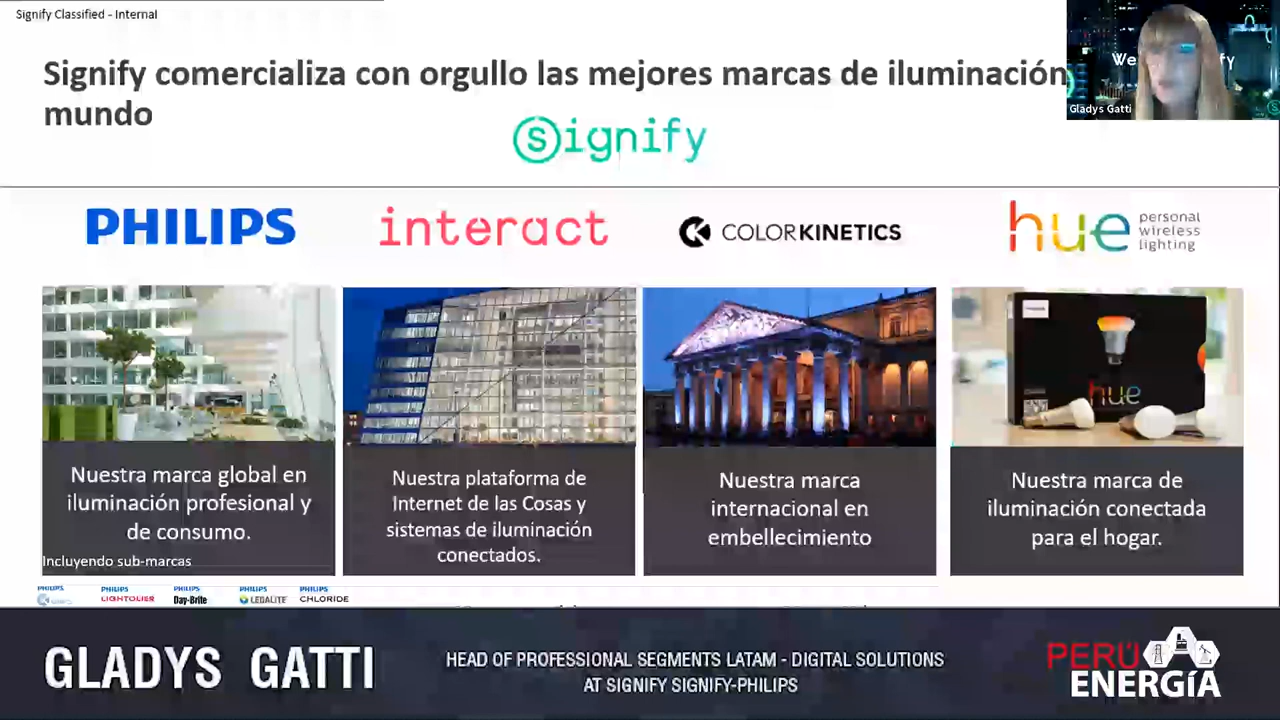 Signify Classified - Internal
Signify comercializa con orgullo las mejores marcas de iluminación
mundo
Signify
We fy
Gladys Gatti
PHILIPS
interact
COLORKINETICS
hue personal
wireless
lighting
hue
Nuestra marca global en
iluminación profesional y
de consumo.
Incluyendo sub-marcas
Nuestra plataforma de
Internet de las Cosas y
sistemas de iluminación
conectados.
Nuestra marca
internacional en
embellecimiento
Nuestra marca de
iluminación conectada
para el hogar.
PHILIPS
PHILIPS
LIGHTOLIER
PHILIPS
Day-Brite
PHILIPS
LEDALITE
PHILIPS
CHLORIDE
GLADYS GATTI
HEAD OF PROFESSIONAL SEGMENTS LATAM - DIGITAL SOLUTIONS
AT SIGNIFY SIGNIFY-PHILIPS
PERÚ
ENERGÍA